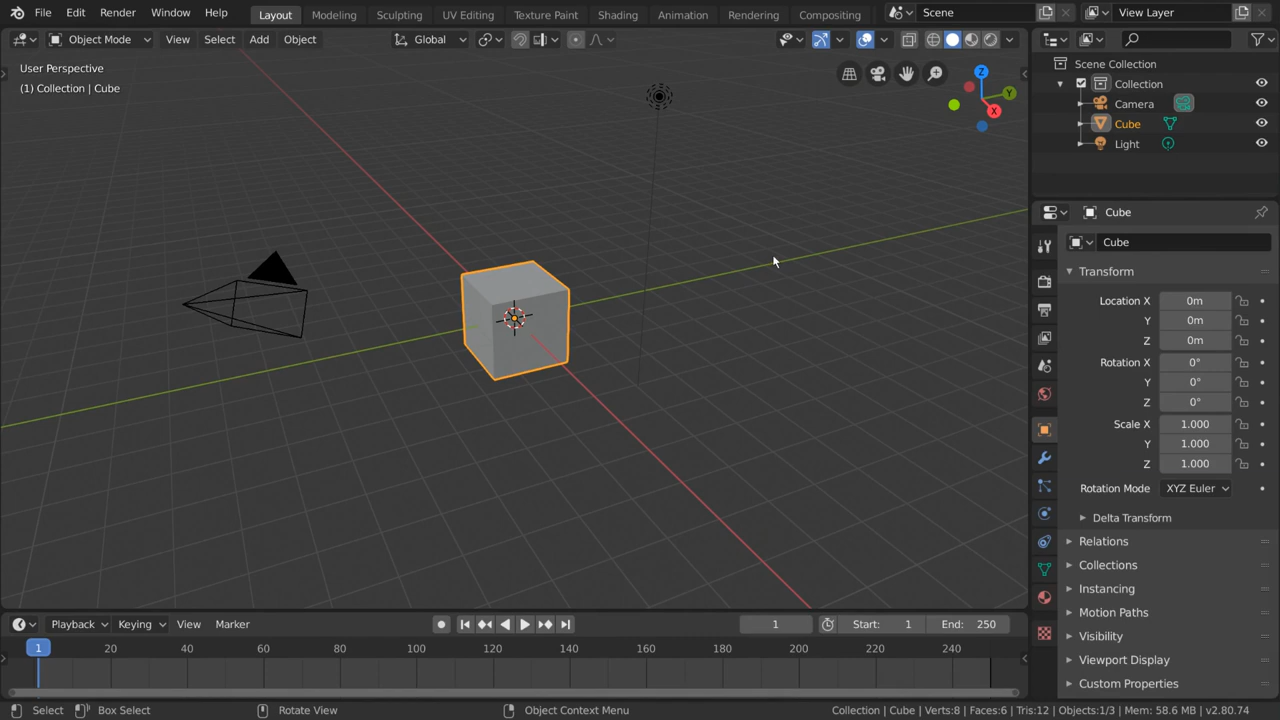 File Edit Render Window Help Layout Modeling Sculpting UV Editing Texture Paint Shading Animation Rendering Compositing Scene View Layer
Object Mode View Select Add Object Global
User Perspective
(1) Collection | Cube
Z
Y
X
Scene Collection
Collection
Camera
Cube
Light
Cube
Cube
Transform
Location X 0m
Y 0m
Z 0m
Rotation X 0°
Y 0°
Z 0°
Scale X 1.000
Y 1.000
Z 1.000
Rotation Mode XYZ Euler
Delta Transform
Relations
Collections
Instancing
Motion Paths
Visibility
Viewport Display
Custom Properties
Playback Keying View Marker 1 Start: 1 End: 250
1 20 40 60 80 100 120 140 160 180 200 220 240
Select Box Select Rotate View Object Context Menu Collection | Cube | Verts:8 | Faces:6 | Tris:12 | Objects:1/3 | Mem: 58.6 MB | v2.80.74